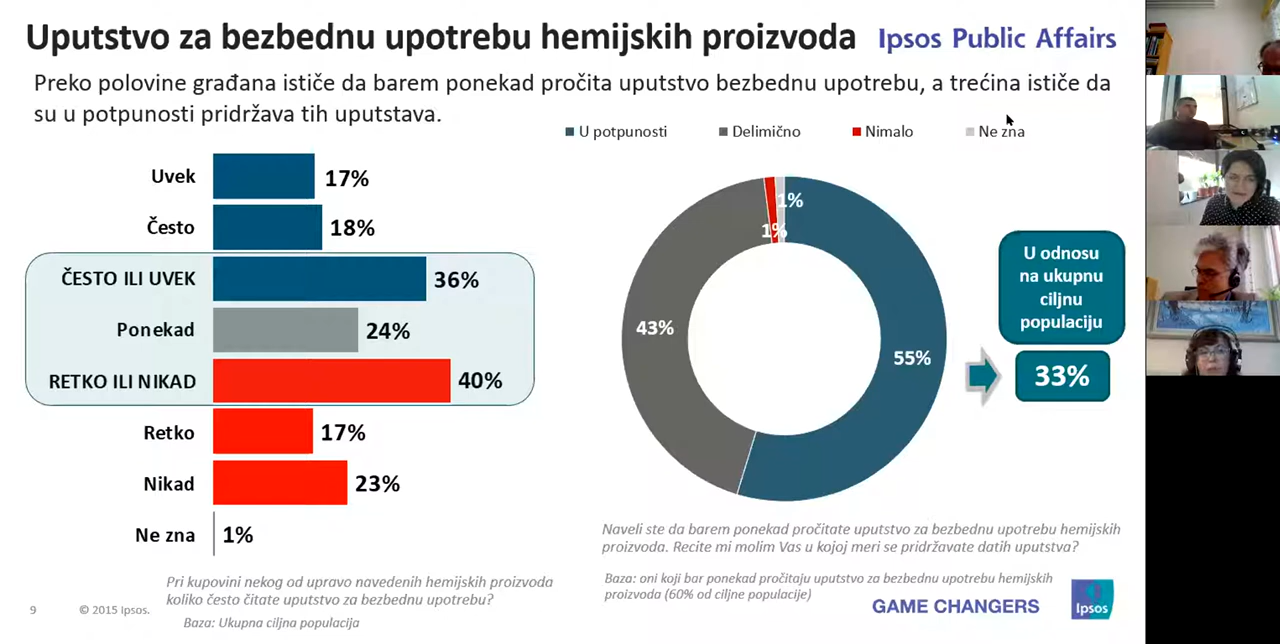 Uputstvo za bezbednu upotrebu hemijskih proizvoda
Ipsos Public Affairs
Preko polovine građana ističe da barem ponekad pročita uputstvo bezbednu upotrebu, a trećina ističe da
su u potpunosti pridržava tih uputstava.
U potpunosti
Delimično
Nimalo
Ne zna
Uvek
17%
Često
18%
ČESTO ILI UVEK
36%
Ponekad
24%
RETKO ILI NIKAD
40%
Retko
17%
Nikad
23%
Ne zna
1%
1%
1%
43%
55%
U odnosu
na ukupnu
ciljnu
populaciju
33%
Pri kupovini nekog od upravo navedenih hemijskih proizvoda
koliko često čitate uputstvo za bezbednu upotrebu?
Baza: Ukupna ciljna populacija
Naveli ste da barem ponekad pročitate uputstvo za bezbednu upotrebu hemijskih
proizvoda. Recite mi molim Vas u kojoj meri se pridržavate datih uputstva?
Baza: oni koji bar ponekad pročitaju uputstvo za bezbednu upotrebu hemijskih
proizvoda (60% od ciljne populacije)
9
© 2015 Ipsos.
GAME CHANGERS
Ipsos